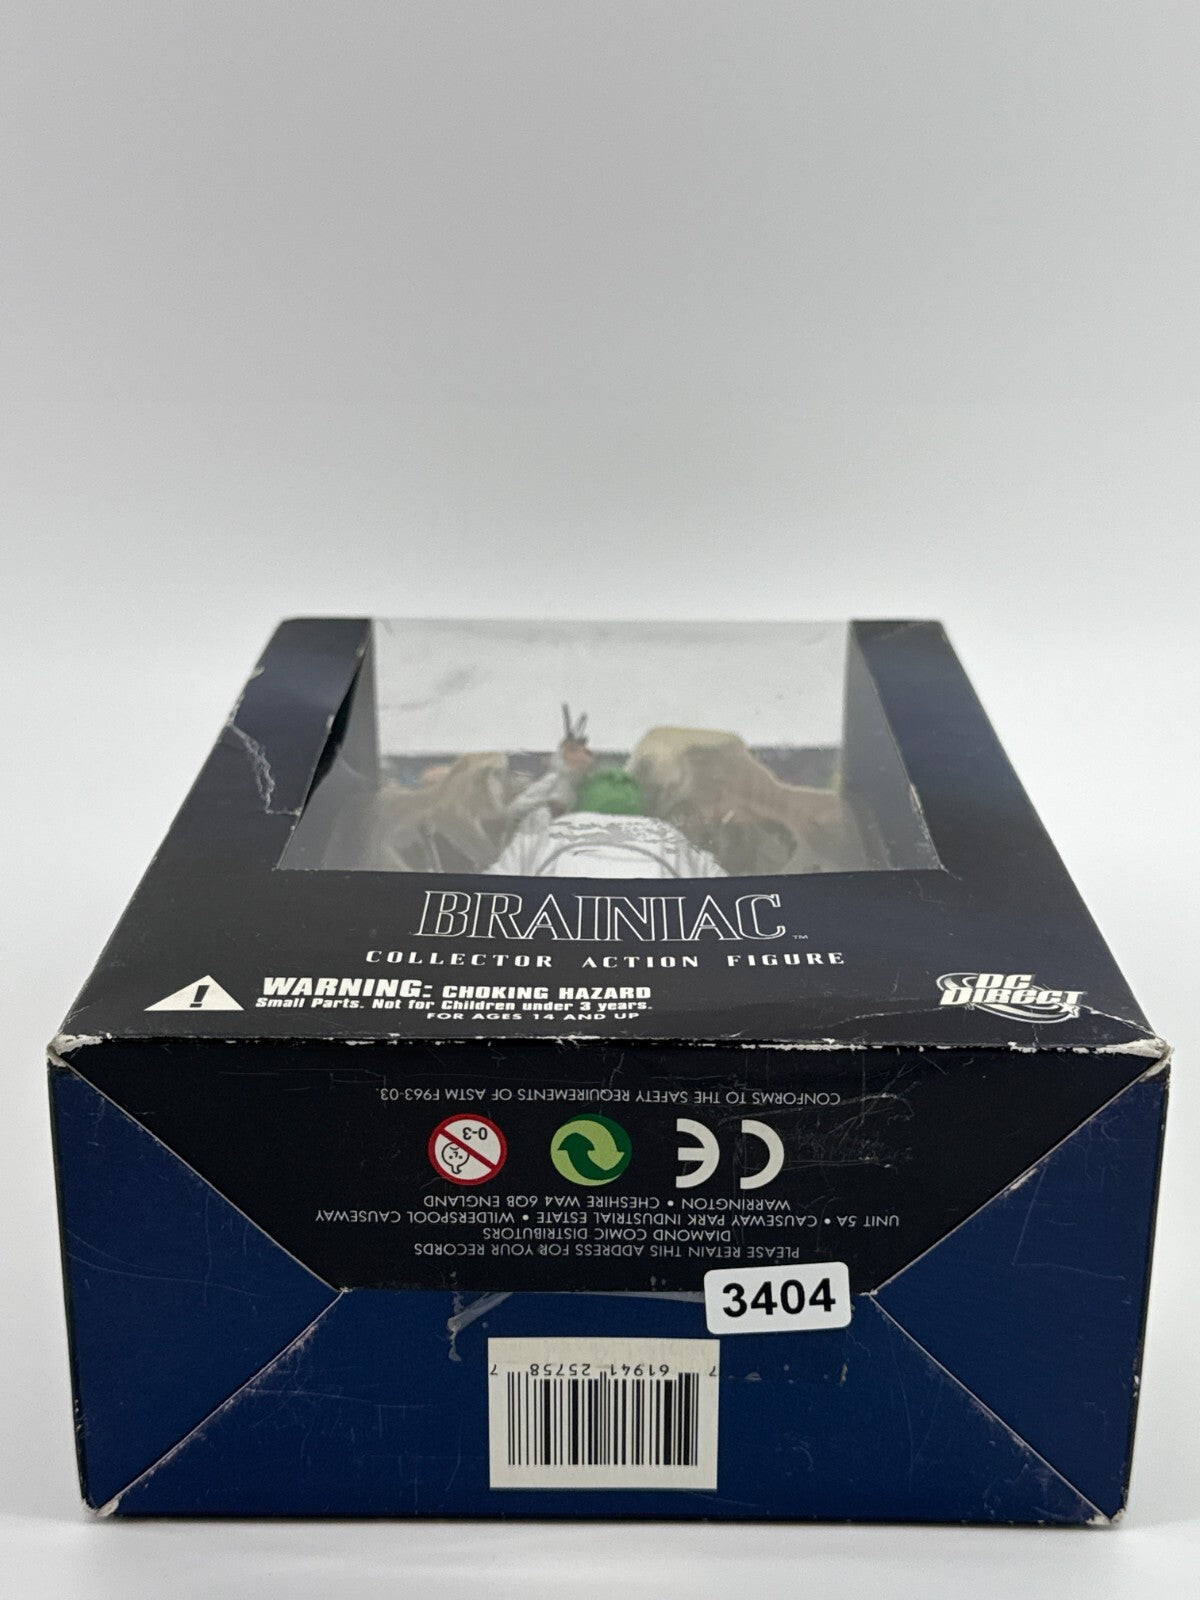 BRAINIAC™
COLLECTOR ACTION FIGURE
WARNING: CHOKING HAZARD
Small Parts. Not for Children under 3 years.
FOR AGES 14 AND UP
DC
DIRECT
PLEASE RETAIN THIS ADDRESS FOR YOUR RECORDS
DIAMOND COMIC DISTRIBUTORS
UNIT 5A • CAUSEWAY PARK INDUSTRIAL ESTATE • WILDERSPOOL CAUSEWAY
WARRINGTON • CHESHIRE WA4 6QB ENGLAND
CE
0-3
CONFORMS TO THE SAFETY REQUIREMENTS OF ASTM F963-03.
3404
7 61941 25758 7